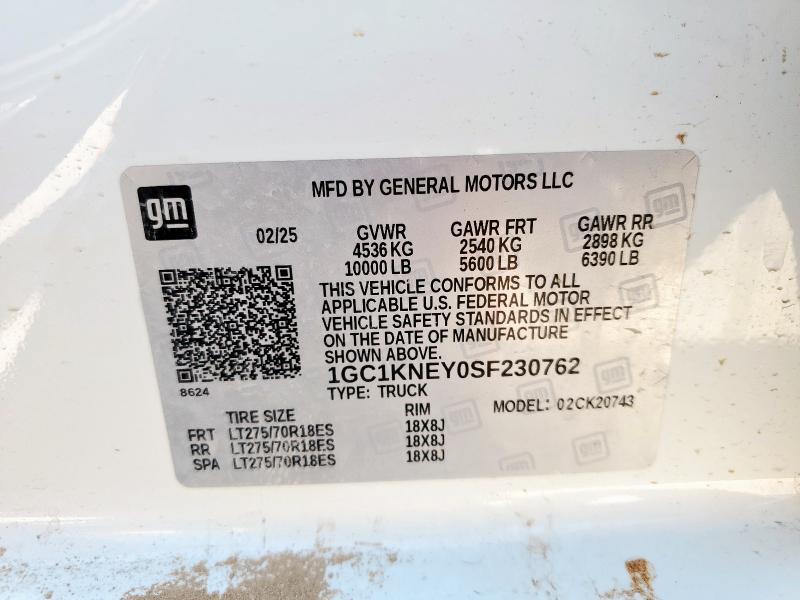 gm
MFD BY GENERAL MOTORS LLC
02/25 GVWR GAWR FRT GAWR RR
4536 KG 2540 KG 2898 KG
10000 LB 5600 LB 6390 LB
THIS VEHICLE CONFORMS TO ALL
APPLICABLE U.S. FEDERAL MOTOR
VEHICLE SAFETY STANDARDS IN EFFECT
ON THE DATE OF MANUFACTURE
SHOWN ABOVE.
1GC1KNEY0SF230762
8624
TYPE: TRUCK MODEL: 02CK20743
TIRE SIZE RIM
FRT LT275/70R18ES 18X8J
RR LT275/70R18ES 18X8J
SPA LT275/70R18ES 18X8J